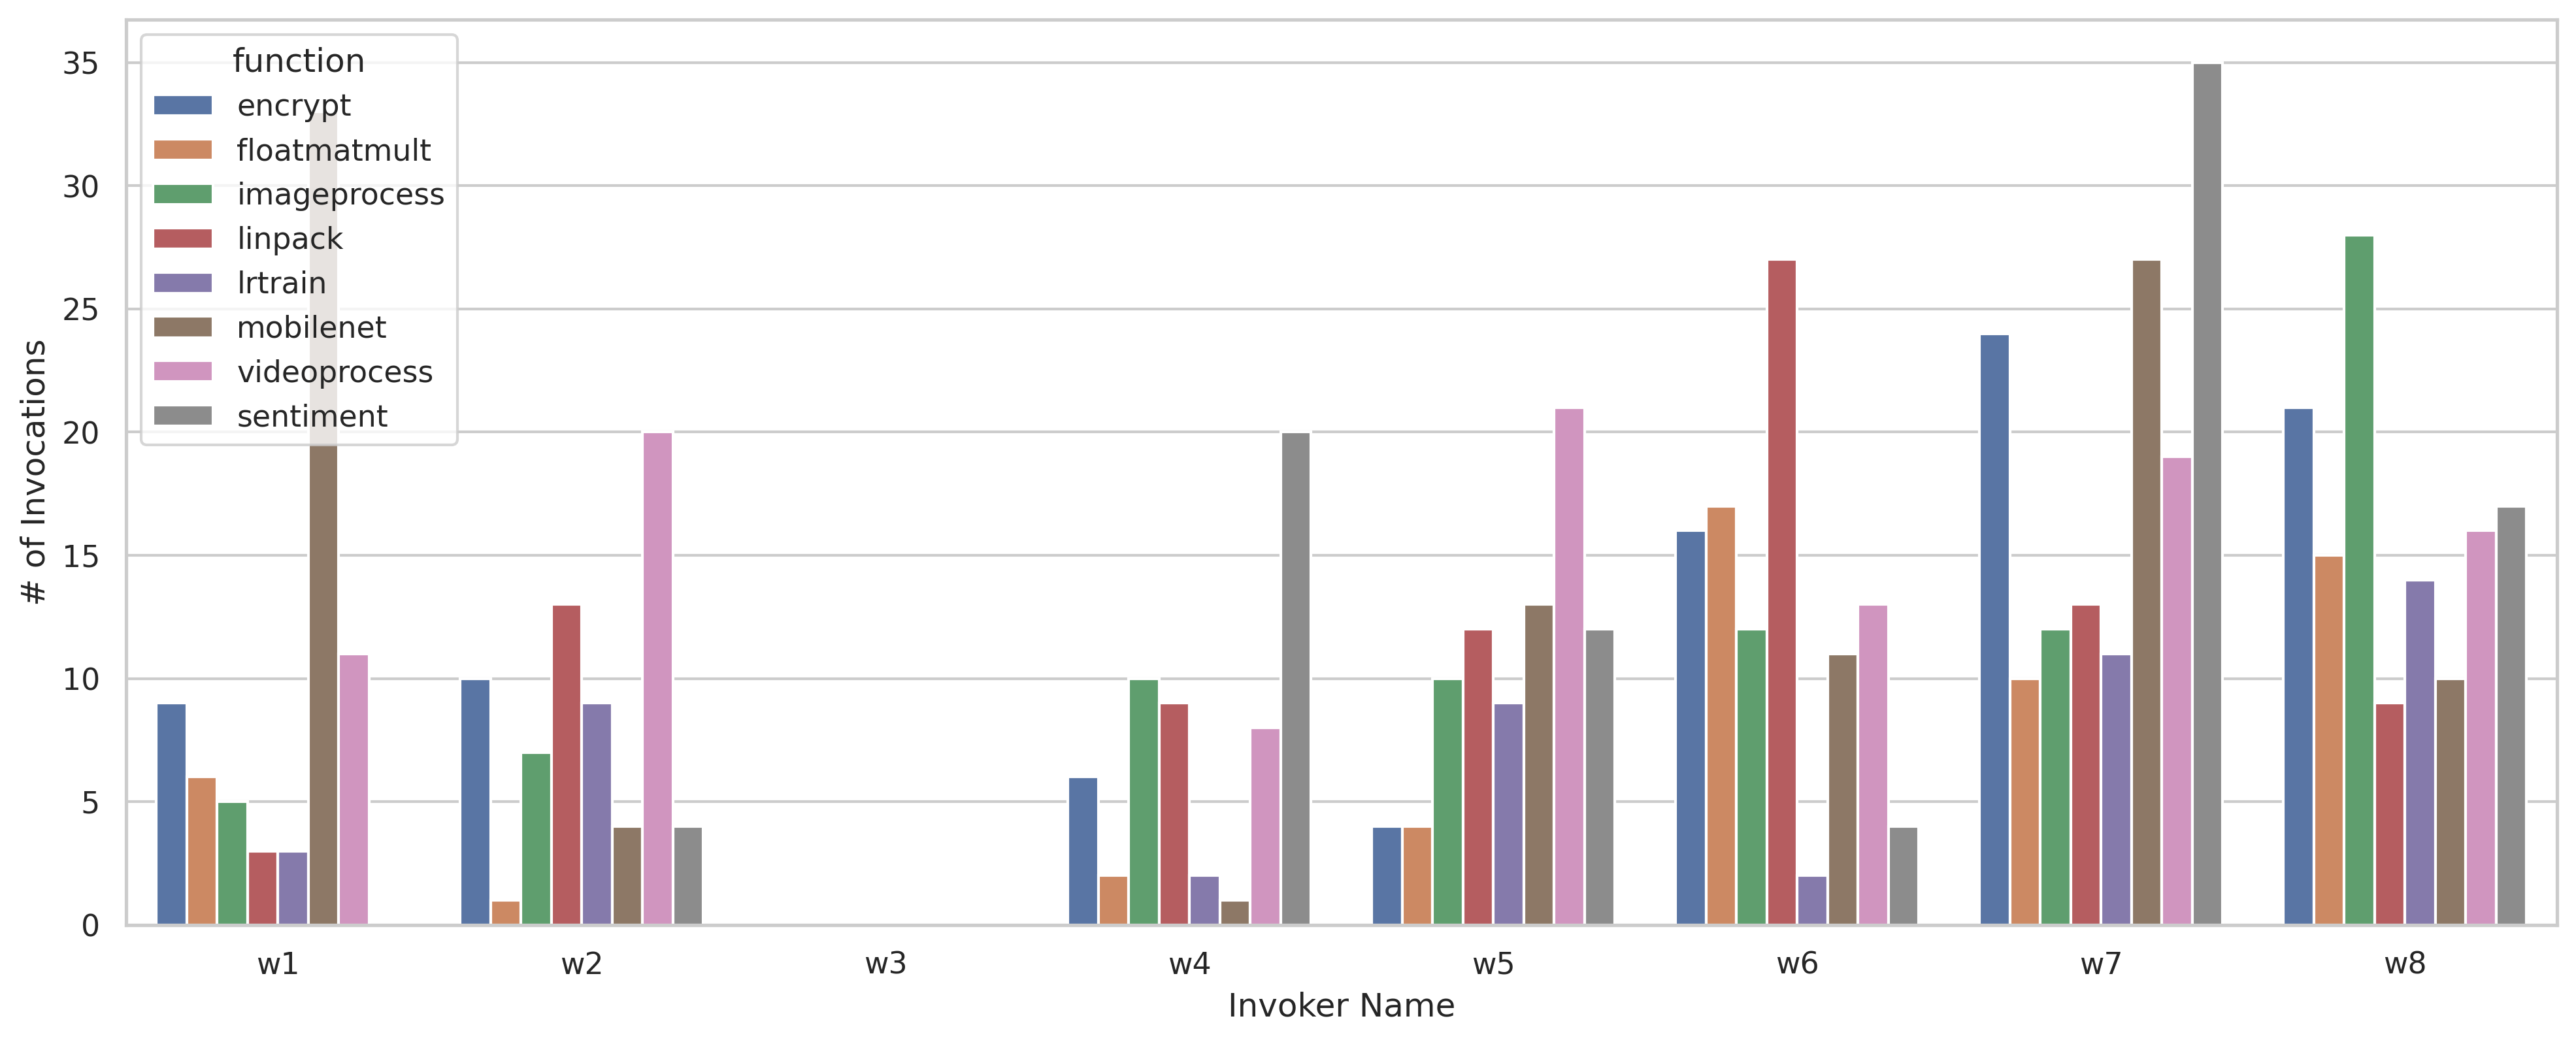 function
encrypt
floatmatmult
imageprocess
linpack
lrtrain
mobilenet
videoprocess
sentiment
# of Invocations
35
30
25
20
15
10
5
0
w1 w2 w3 w4 w5 w6 w7 w8
Invoker Name